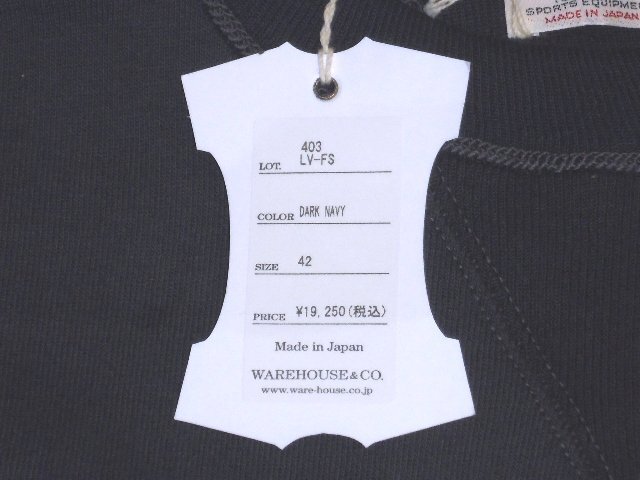 SPORTS EQUIPMEN
MADE IN JAPAN
403
LOT. LV-FS
COLOR DARK NAVY
SIZE 42
PRICE ¥19,250(税込)
Made in Japan
WAREHOUSE & CO.
www.ware-house.co.jp